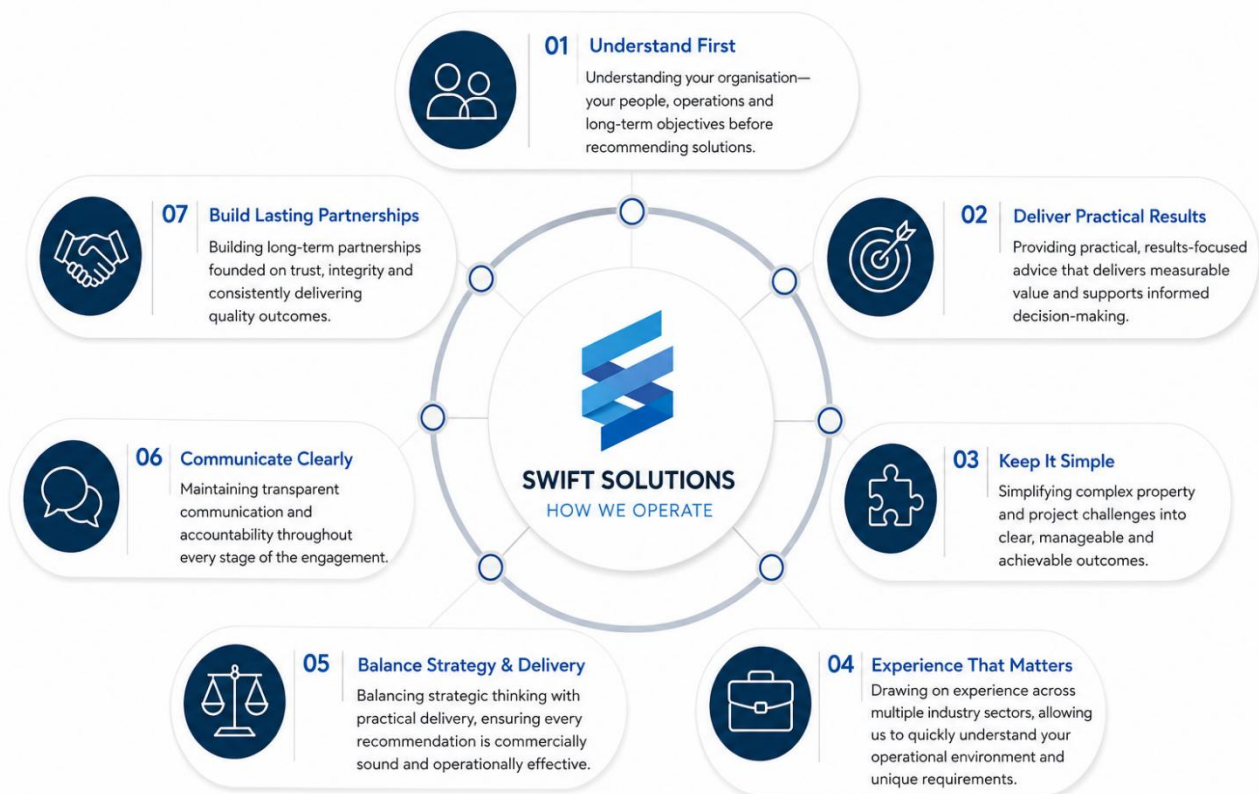 01 Understand First
Understanding your organisation—
your people, operations and
long-term objectives before
recommending solutions.
02 Deliver Practical Results
Providing practical, results-focused
advice that delivers measurable
value and supports informed
decision-making.
03 Keep It Simple
Simplifying complex property
and project challenges into
clear, manageable and
achievable outcomes.
04 Experience That Matters
Drawing on experience across
multiple industry sectors, allowing
us to quickly understand your
operational environment and
unique requirements.
05 Balance Strategy & Delivery
Balancing strategic thinking with
practical delivery, ensuring every
recommendation is commercially
sound and operationally effective.
06 Communicate Clearly
Maintaining transparent
communication and
accountability throughout
every stage of the engagement.
07 Build Lasting Partnerships
Building long-term partnerships
founded on trust, integrity and
consistently delivering
quality outcomes.
SWIFT SOLUTIONS
HOW WE OPERATE